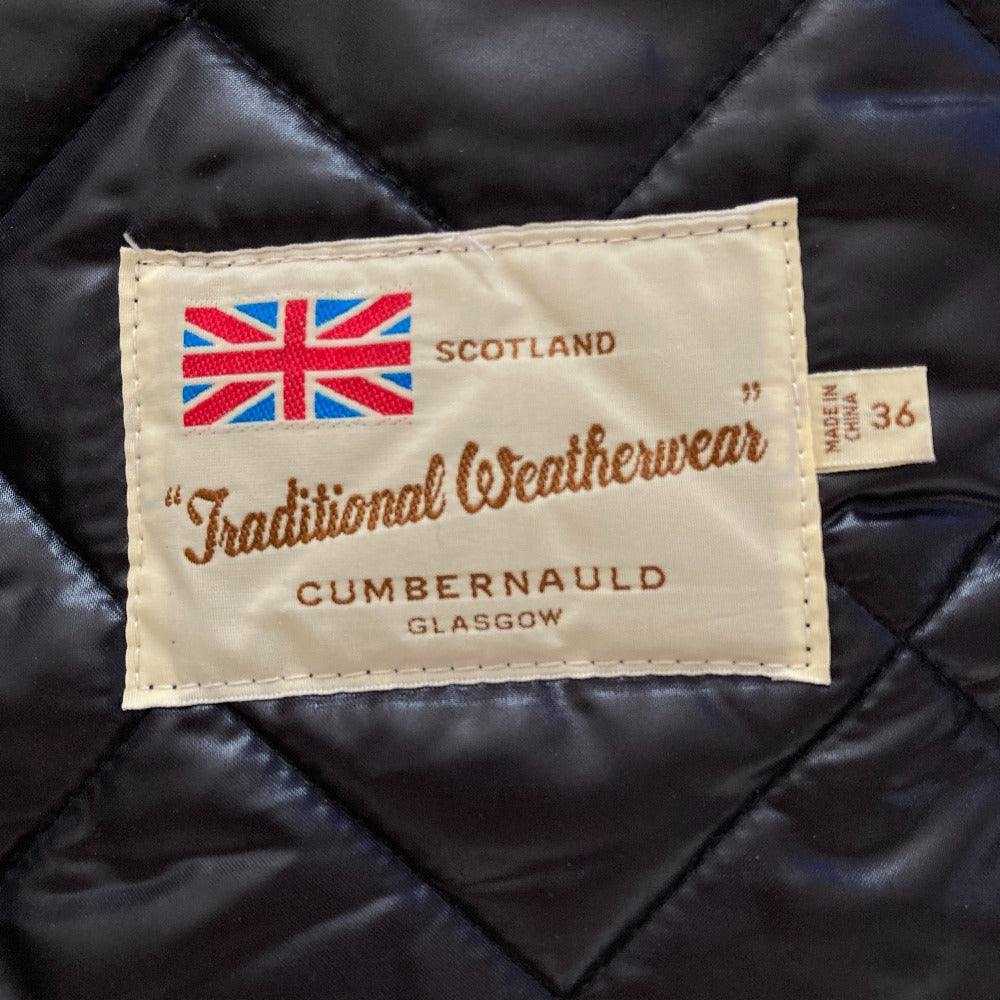 SCOTLAND
"Traditional Weatherwear"
CUMBERNAULD
GLASGOW
MADE IN
CHINA
36